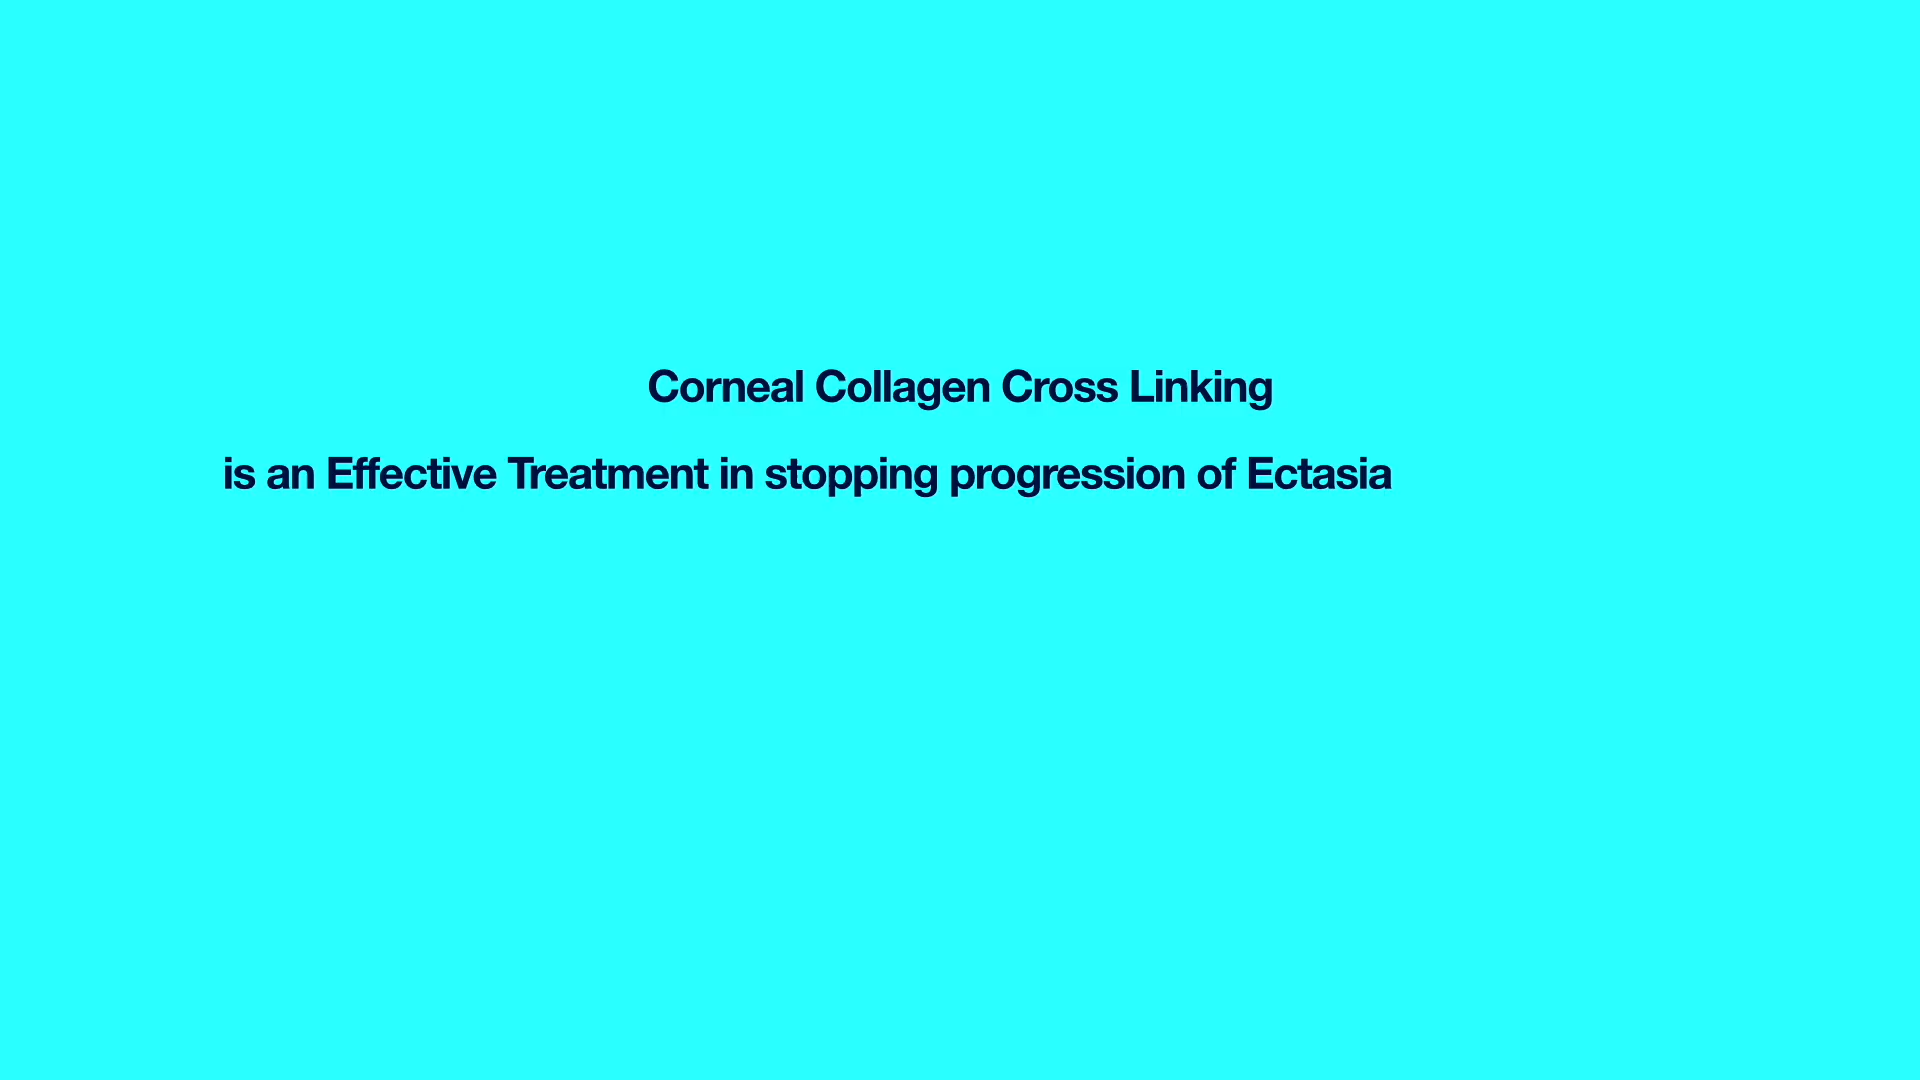 Corneal Collagen Cross Linking
is an Effective Treatment in stopping progression of Ectasia